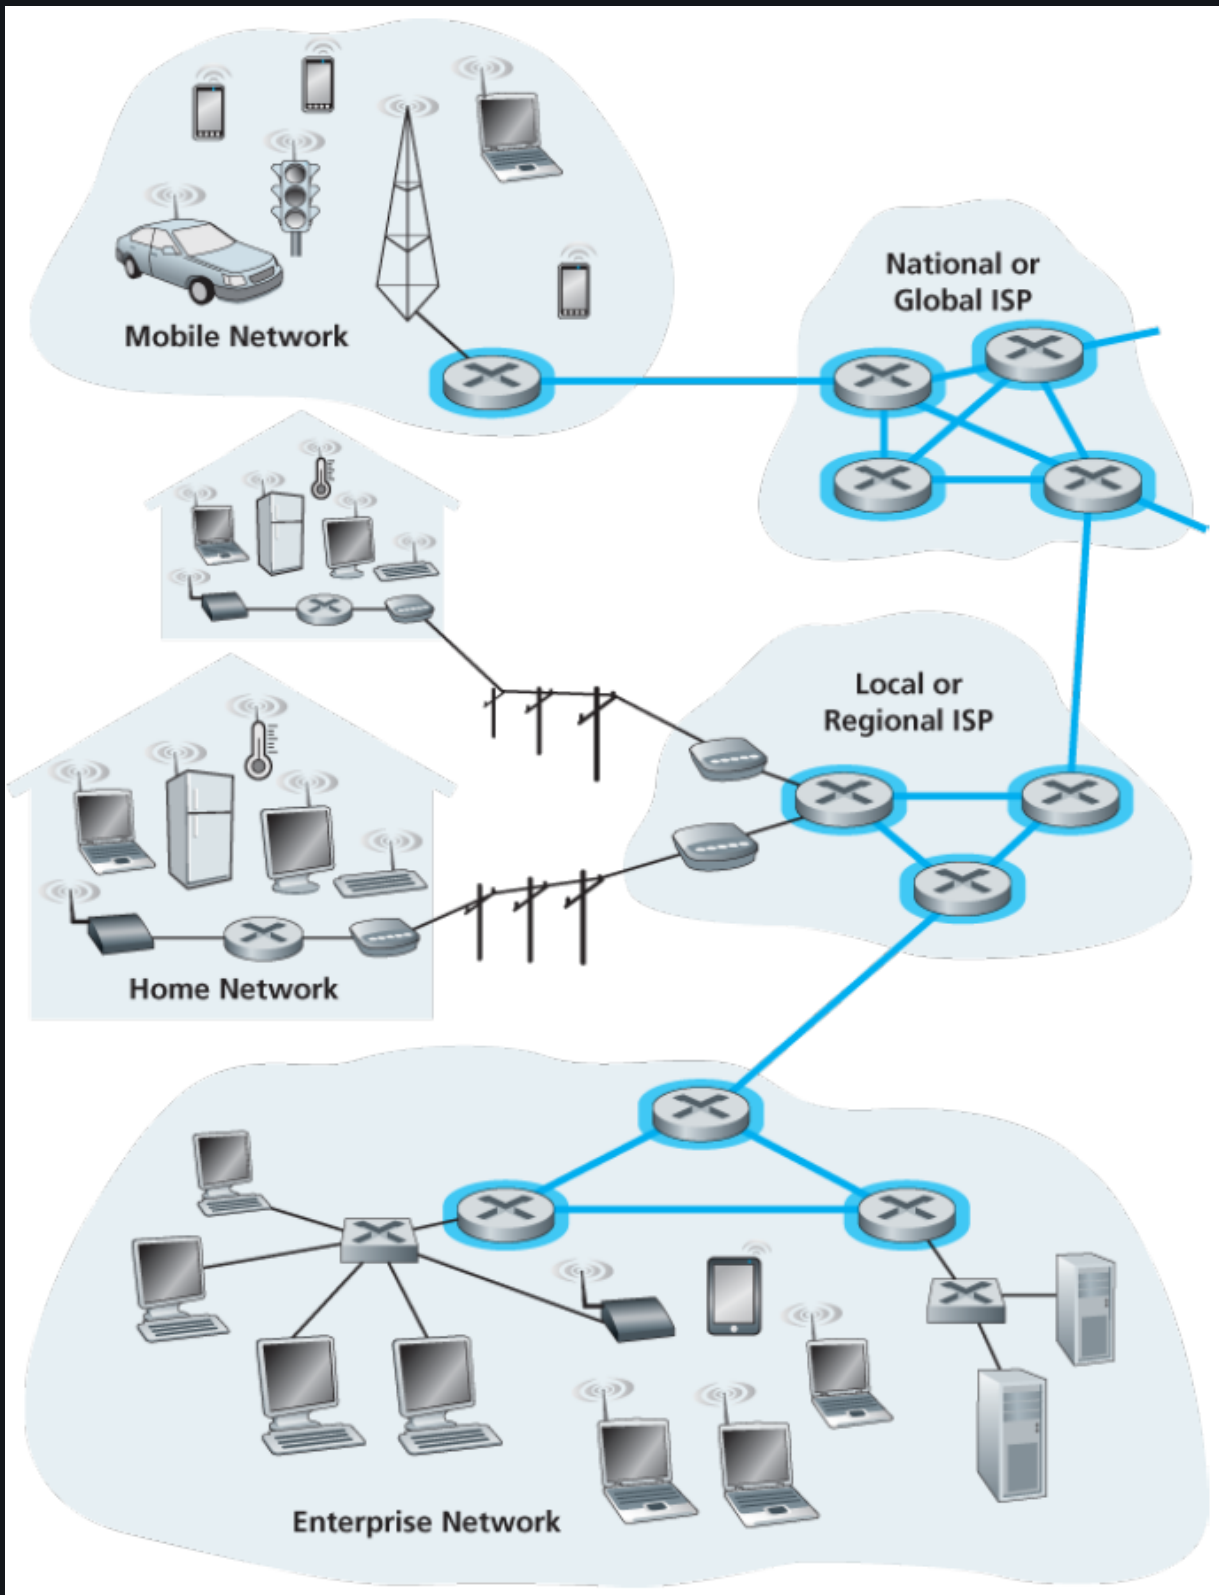 National or
Global ISP
Mobile Network
Local or
Regional ISP
Home Network
Enterprise Network